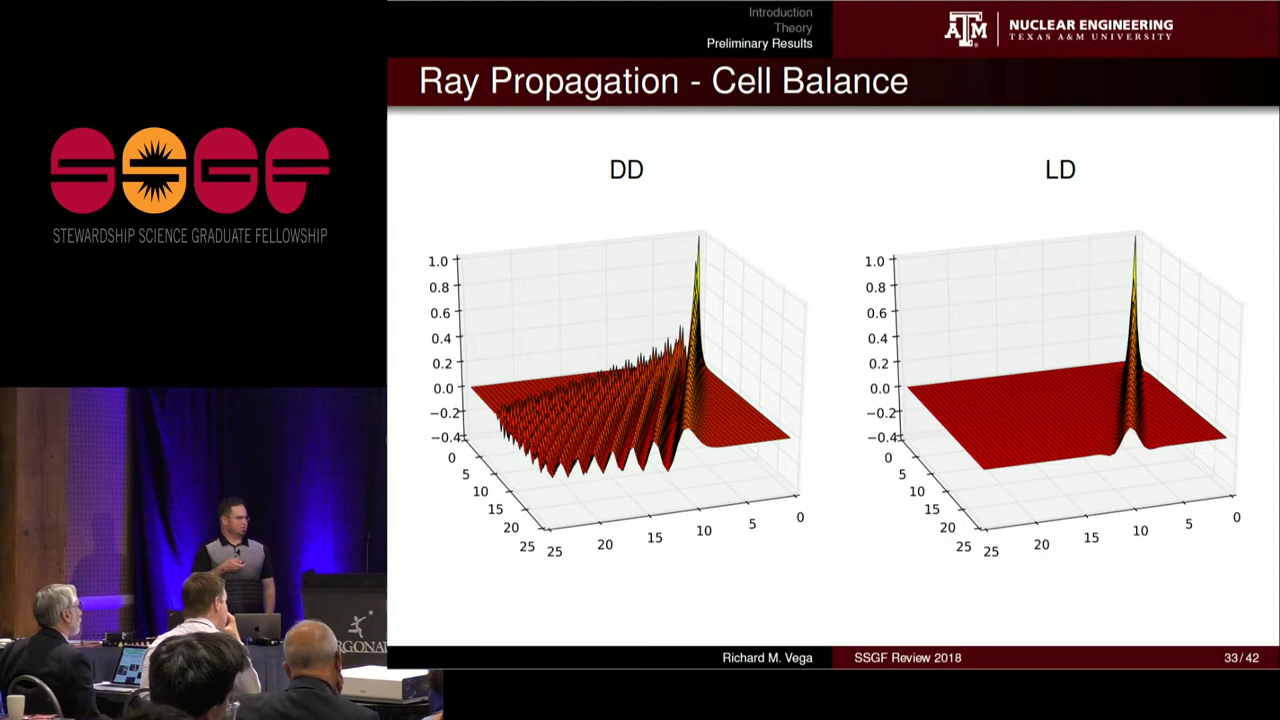 Introduction
Theory
Preliminary Results
ĀTM
NUCLEAR ENGINEERING
TEXAS A&M UNIVERSITY
Ray Propagation - Cell Balance
SSGF
STEWARDSHIP SCIENCE GRADUATE FELLOWSHIP
DD
LD
1.0
0.8
0.6
0.4
0.2
0.0
−0.2
−0.4
0
5
10
15
20
25
25
20
15
10
5
0
1.0
0.8
0.6
0.4
0.2
0.0
−0.2
−0.4
0
5
10
15
20
25
25
20
15
10
5
0
Richard M. Vega
SSGF Review 2018
33 / 42